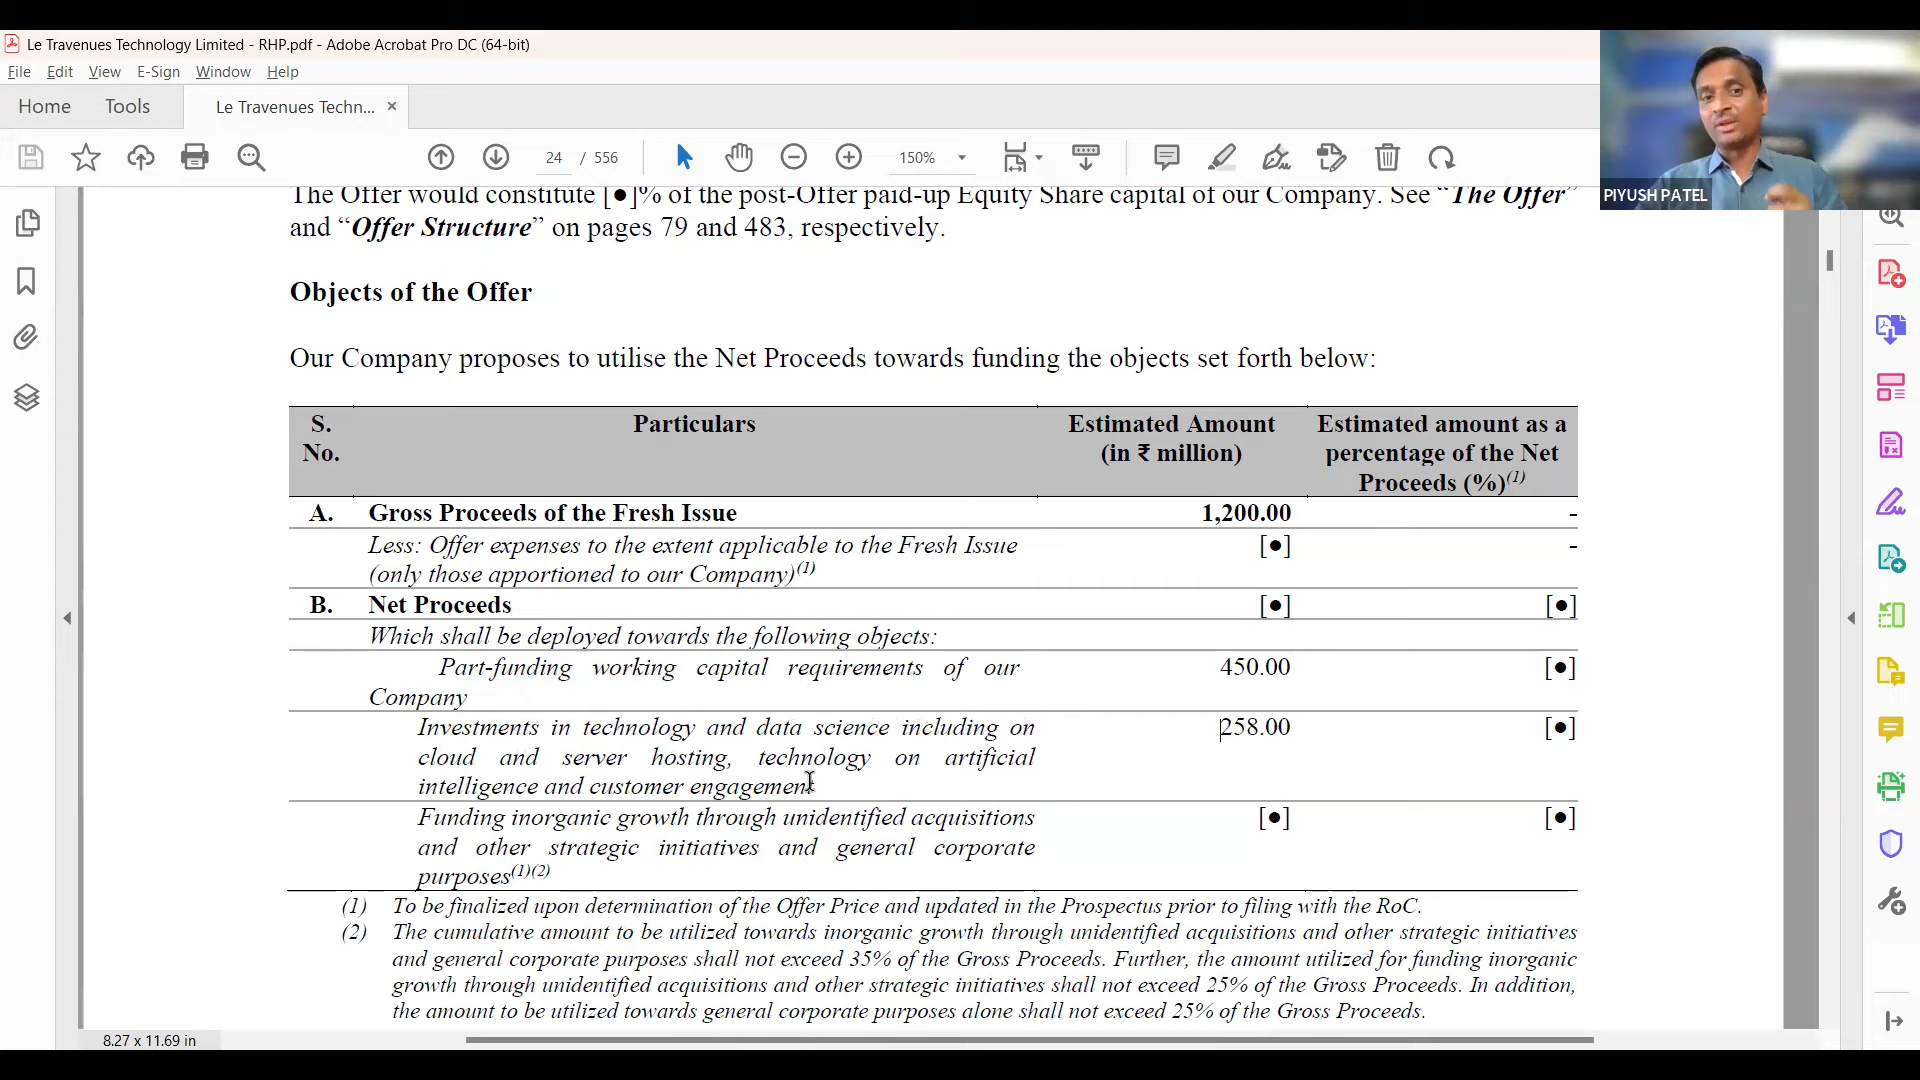 Le Travenues Technology Limited - RHP.pdf - Adobe Acrobat Pro DC (64-bit)
File Edit View E-Sign Window Help
Home Tools Le Travenues Techn... ×
24 / 556 150%
PIYUSH PATEL
The Offer would constitute [●]% of the post-Offer paid-up Equity Share capital of our Company. See “The Offer”
and “Offer Structure” on pages 79 and 483, respectively.
Objects of the Offer
Our Company proposes to utilise the Net Proceeds towards funding the objects set forth below:
S. Particulars Estimated Amount Estimated amount as a
No. (in ₹ million) percentage of the Net
Proceeds (%)(1)
A. Gross Proceeds of the Fresh Issue 1,200.00 -
Less: Offer expenses to the extent applicable to the Fresh Issue [●] -
(only those apportioned to our Company)(1)
B. Net Proceeds [●] [●]
Which shall be deployed towards the following objects:
Part-funding working capital requirements of our 450.00 [●]
Company
Investments in technology and data science including on 258.00 [●]
cloud and server hosting, technology on artificial
intelligence and customer engagement
Funding inorganic growth through unidentified acquisitions [●] [●]
and other strategic initiatives and general corporate
purposes(1)(2)
(1) To be finalized upon determination of the Offer Price and updated in the Prospectus prior to filing with the RoC.
(2) The cumulative amount to be utilized towards inorganic growth through unidentified acquisitions and other strategic initiatives
and general corporate purposes shall not exceed 35% of the Gross Proceeds. Further, the amount utilized for funding inorganic
growth through unidentified acquisitions and other strategic initiatives shall not exceed 25% of the Gross Proceeds. In addition,
the amount to be utilized towards general corporate purposes alone shall not exceed 25% of the Gross Proceeds.
8.27 x 11.69 in